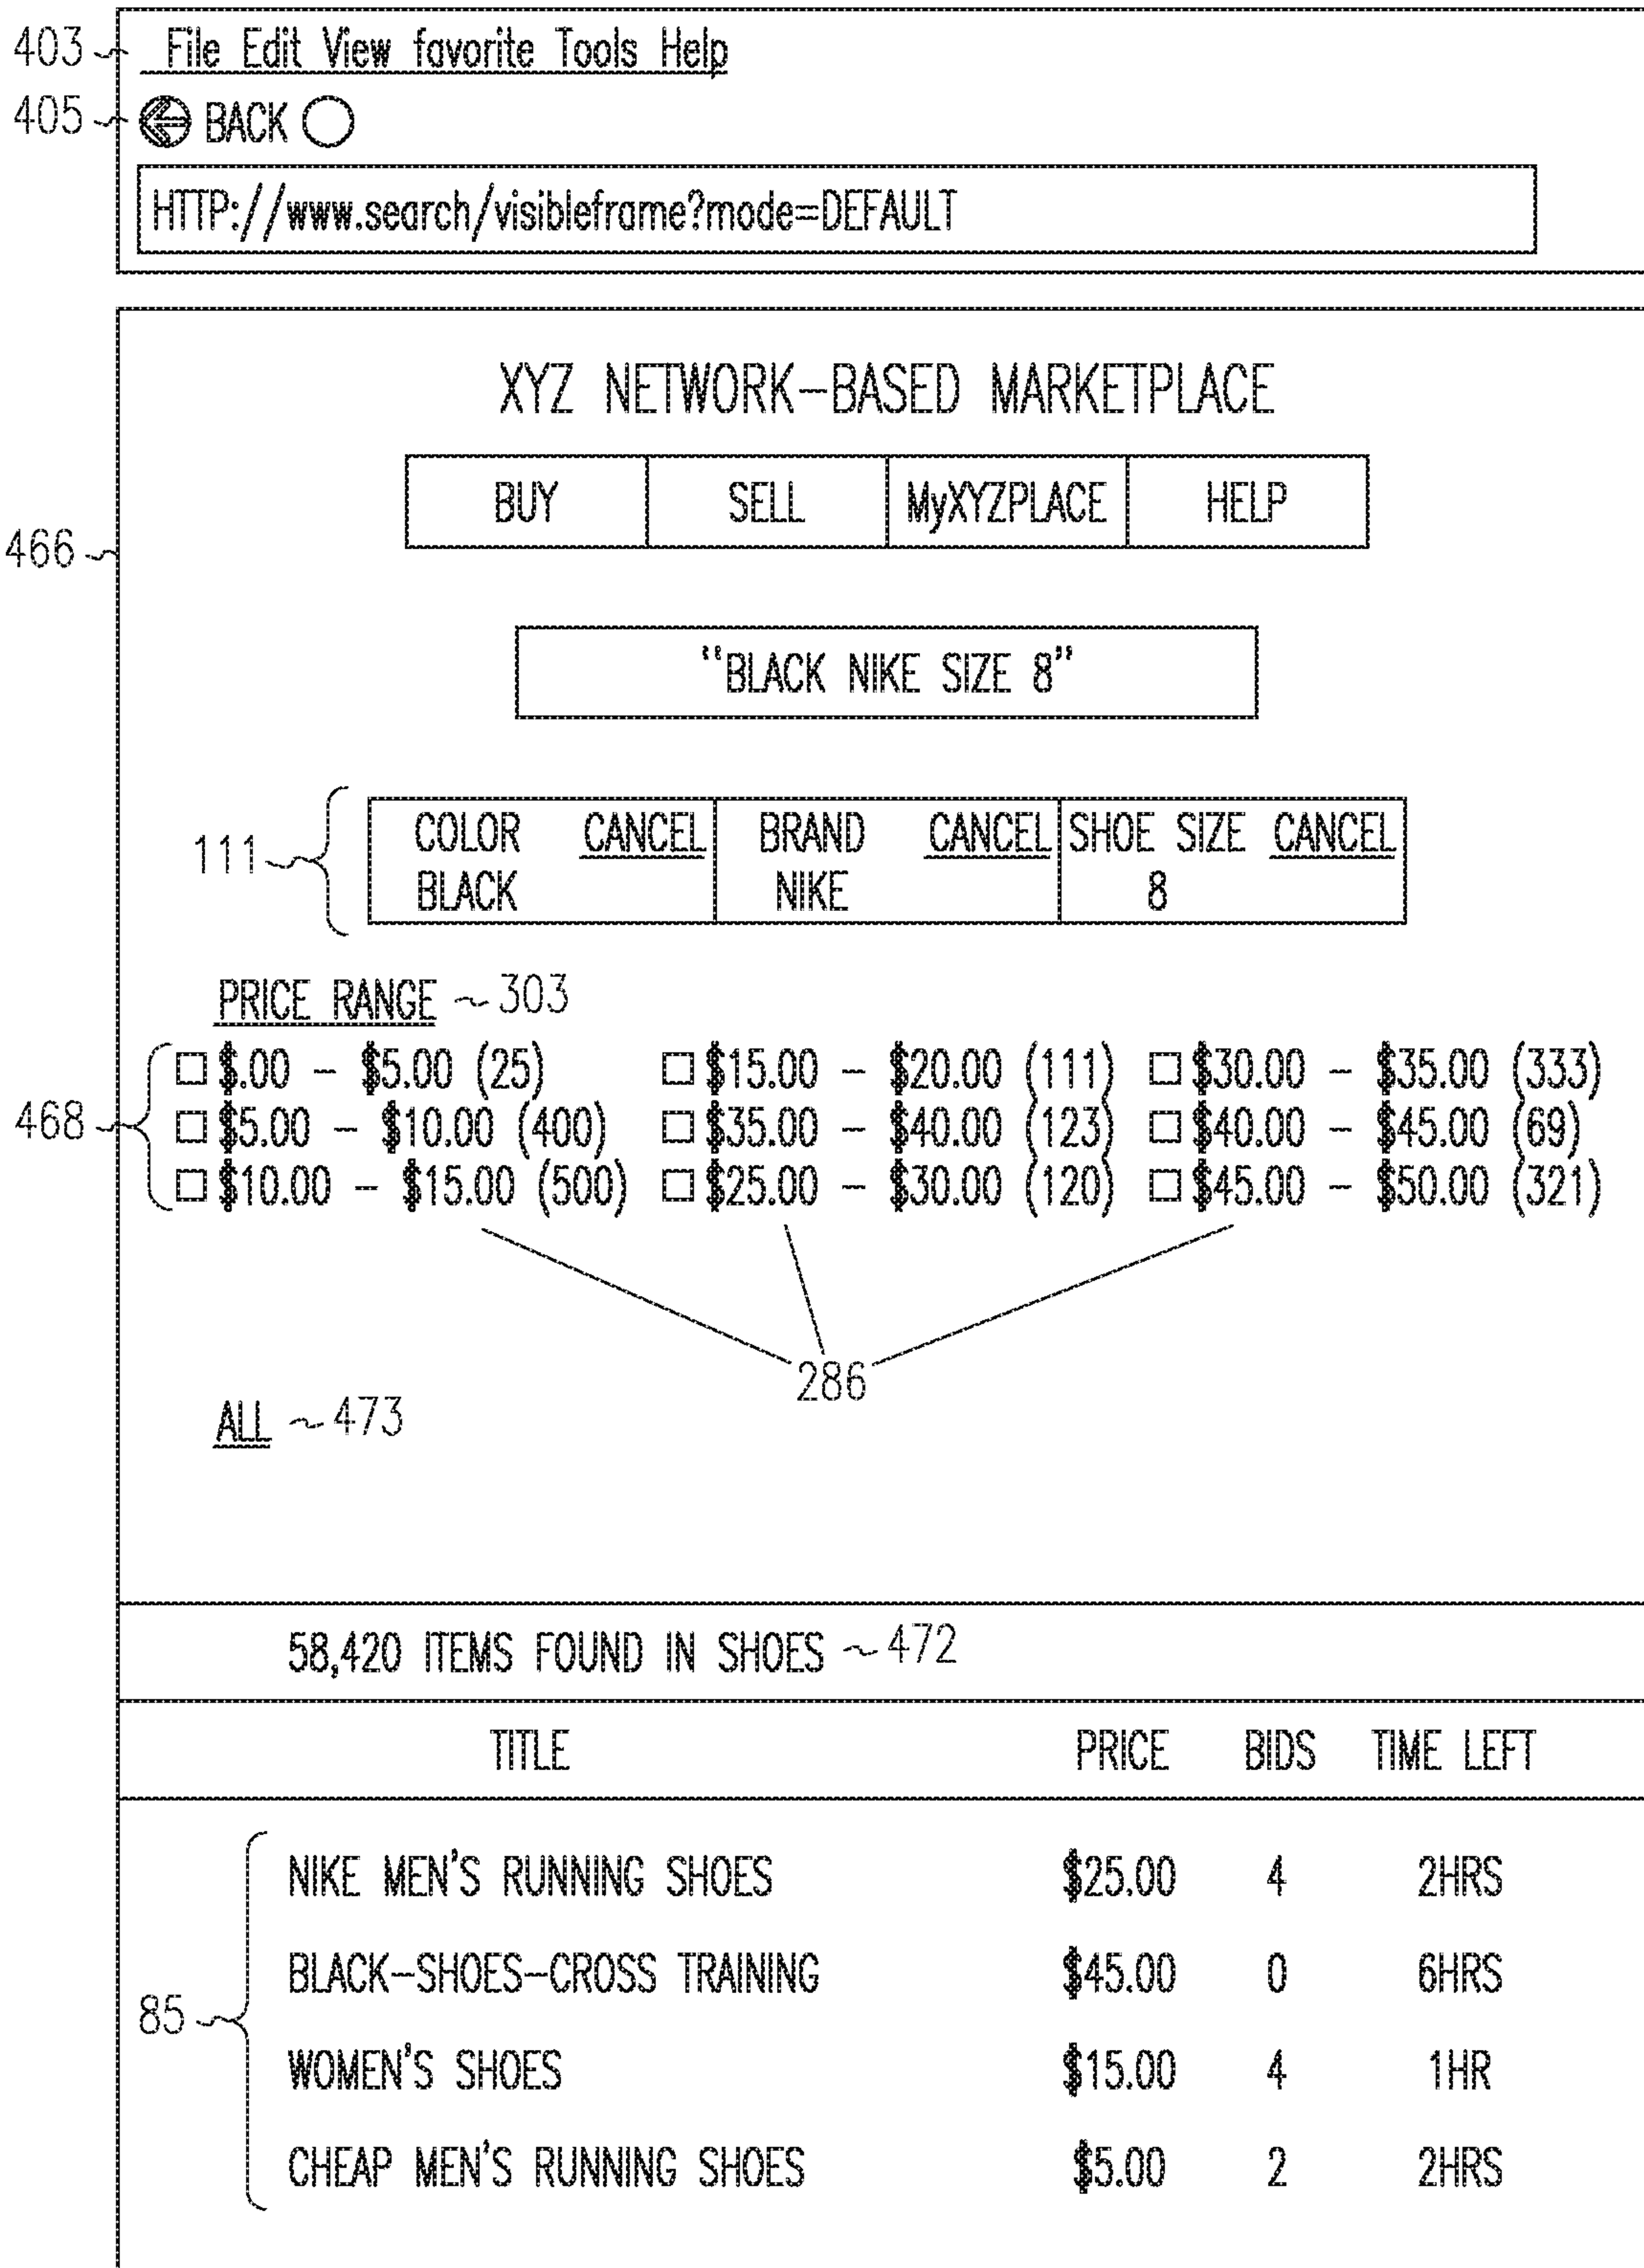 403 File Edit View favorite Tools Help
405 BACK
HTTP://www.search/visibleframe?mode=DEFAULT
XYZ NETWORK-BASED MARKETPLACE
BUY SELL MyXYZPLACE HELP
466
"BLACK NIKE SIZE 8"
COLOR CANCEL BRAND CANCEL SHOE SIZE CANCEL
111
BLACK NIKE 8
PRICE RANGE 303
$.00 - $5.00 (25) $15.00 - $20.00 (111) $30.00 - $35.00 (333)
468 $5.00 - $10.00 (400) $35.00 - $40.00 (123) $40.00 - $45.00 (69)
$10.00 - $15.00 (500) $25.00 - $30.00 (120) $45.00 - $50.00 (321)
286
ALL 473
58,420 ITEMS FOUND IN SHOES 472
TITLE PRICE BIDS TIME LEFT
NIKE MEN'S RUNNING SHOES $25.00 4 2HRS
BLACK-SHOES-CROSS TRAINING $45.00 0 6HRS
85
WOMEN'S SHOES $15.00 4 1HR
CHEAP MEN'S RUNNING SHOES $5.00 2 2HRS